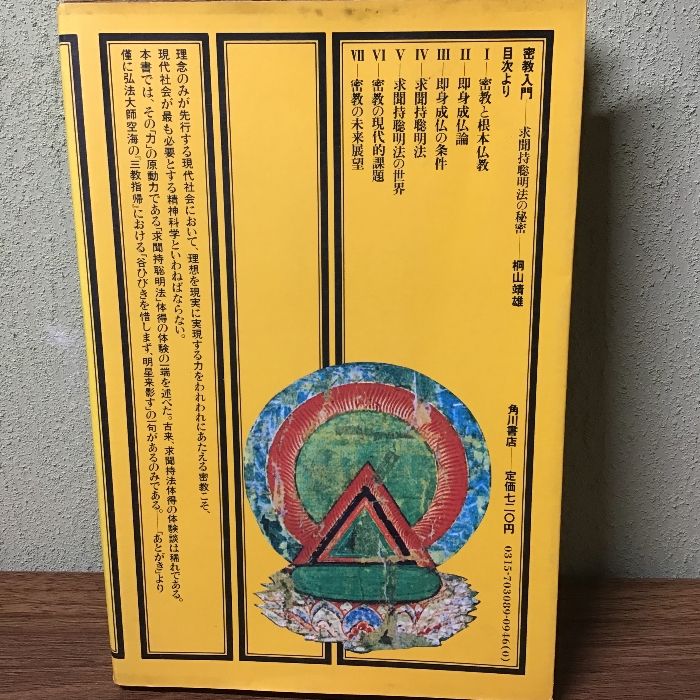 密教入門──求聞持聡明法の秘密──桐山靖雄
目次より
Ⅰ─密教と根本仏教
Ⅱ─即身成仏論
Ⅲ─即身成仏の条件
Ⅳ─求聞持聡明法
Ⅴ─求聞持聡明法の世界
Ⅵ─密教の現代的課題
Ⅶ─密教の未来展望
角川書店──定価七二〇円
0315-703089-0946(0)
理念のみが先行する現代社会において、理想を現実に実現する力をわれわれにあたえる密教こそ、
現代社会が最も必要とする精神科学といわねばならない。
本書では、その「力」の原動力である「求聞持聡明法」体得の体験の一端を述べた。古来、求聞持法体得の体験談は稀れである。
僅に弘法大師空海の『三教指帰』における「谷ひびきを惜しまず、明星来影す」の一句があるのみである。──「あとがき」より